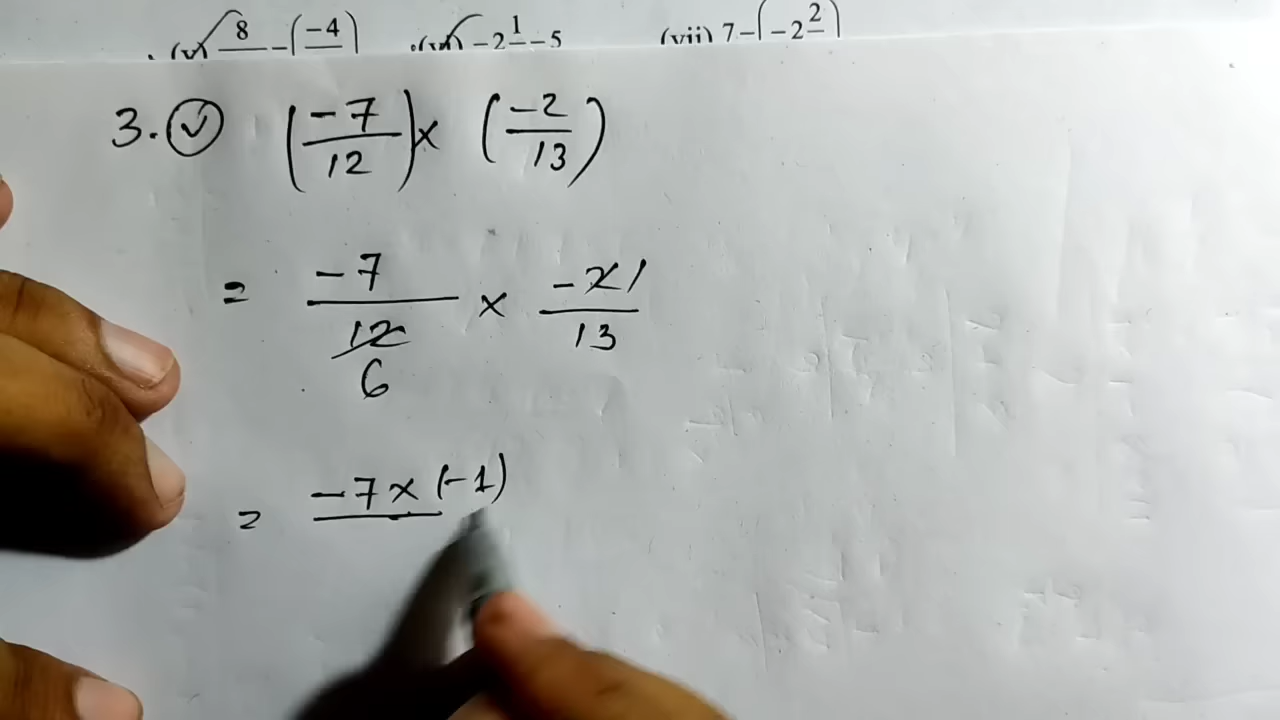 (v) 8/ -(-4/ (vi) -2 1/ -5 (vii) 7-(-2 2/)
3. (v) (-7/12) × (-2/13)
= -7/12 6 × -2 1/13
= -7×(-1)